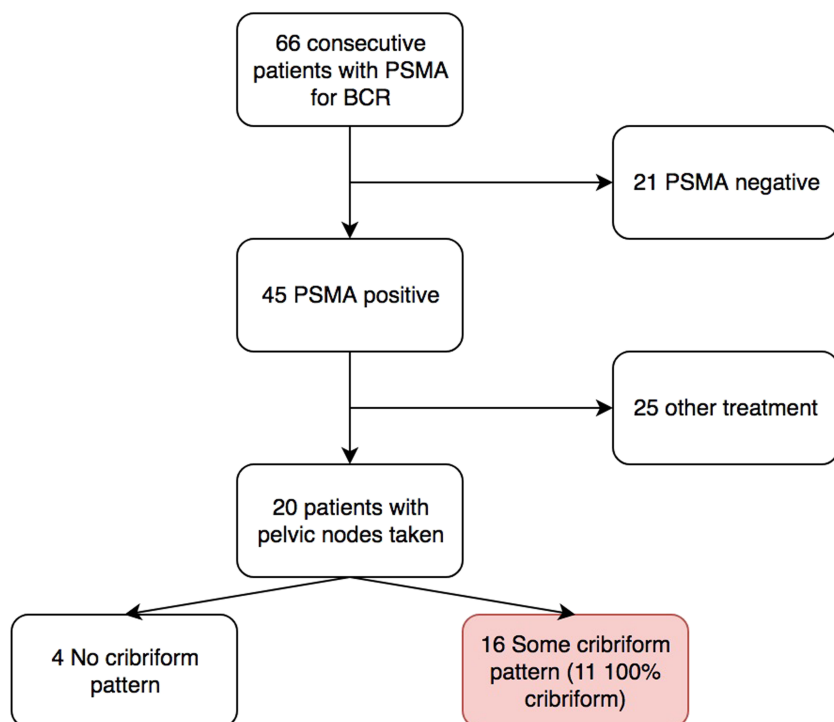 66 consecutive
patients with PSMA
for BCR
21 PSMA negative
45 PSMA positive
25 other treatment
20 patients with
pelvic nodes taken
4 No cribriform
pattern
16 Some cribriform
pattern (11 100%
cribriform)